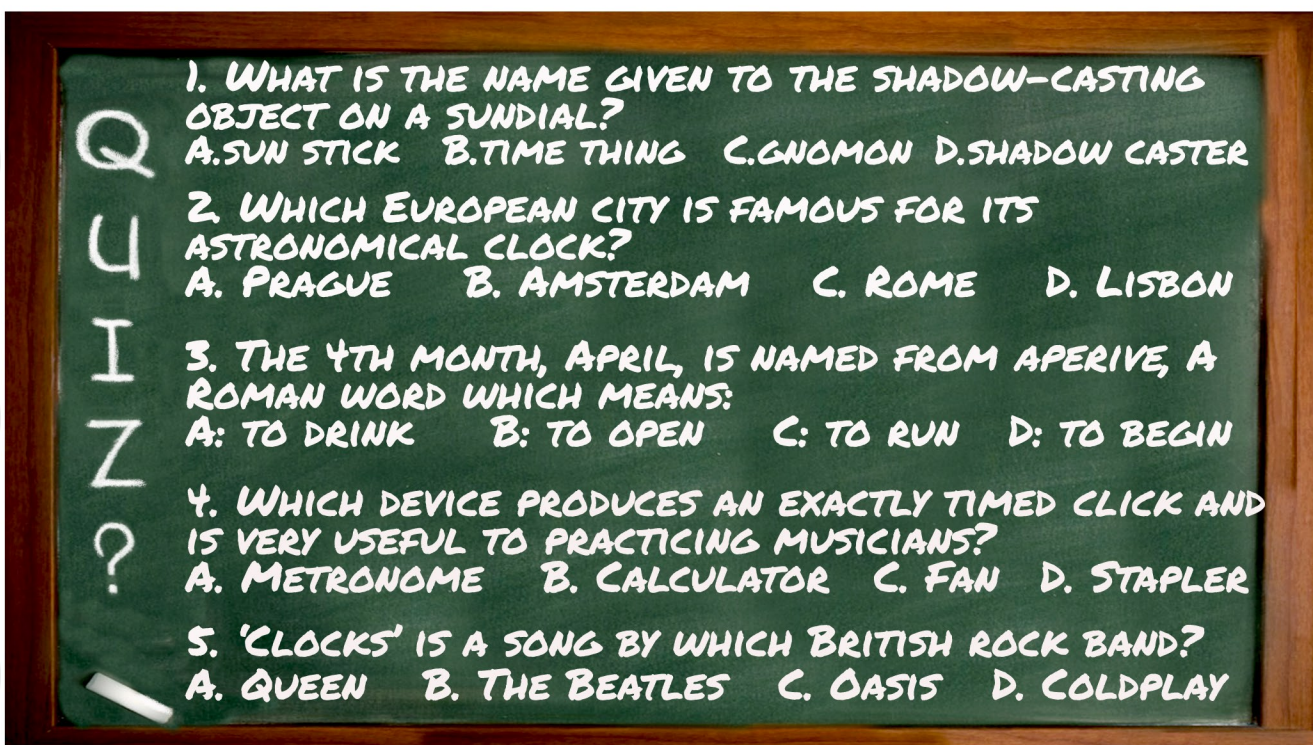 QUIZ?
1. WHAT IS THE NAME GIVEN TO THE SHADOW-CASTING
OBJECT ON A SUNDIAL?
A.SUN STICK B.TIME THING C.GNOMON D.SHADOW CASTER
2. WHICH EUROPEAN CITY IS FAMOUS FOR ITS
ASTRONOMICAL CLOCK?
A. PRAGUE B. AMSTERDAM C. ROME D. LISBON
3. THE 4TH MONTH, APRIL, IS NAMED FROM APERIVE, A
ROMAN WORD WHICH MEANS:
A: TO DRINK B: TO OPEN C: TO RUN D: TO BEGIN
4. WHICH DEVICE PRODUCES AN EXACTLY TIMED CLICK AND
IS VERY USEFUL TO PRACTICING MUSICIANS?
A. METRONOME B. CALCULATOR C. FAN D. STAPLER
5. 'CLOCKS' IS A SONG BY WHICH BRITISH ROCK BAND?
A. QUEEN B. THE BEATLES C. OASIS D. COLDPLAY